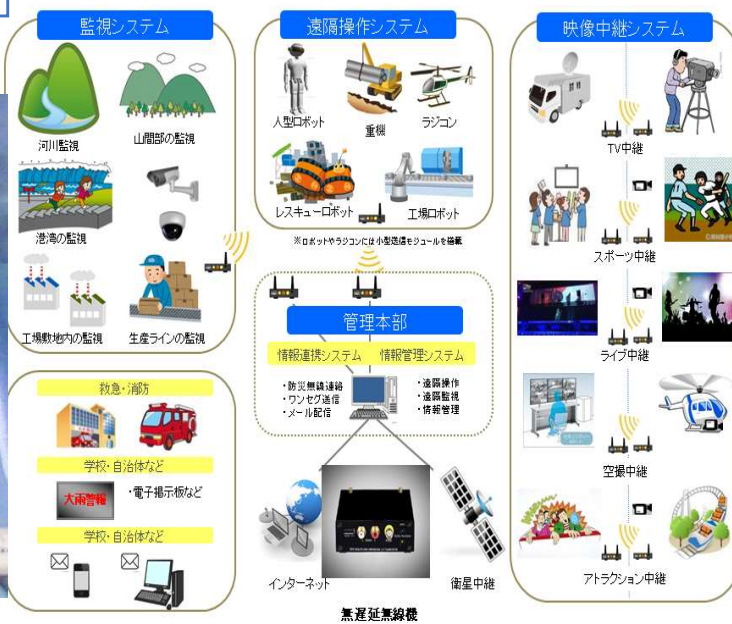 監視システム
河川監視
山間部の監視
港湾の監視
工場敷地内の監視
生産ラインの監視
救急・消防
学校・自治体など
大雨警報
・電子掲示板など
学校・自治体など
遠隔操作システム
人型ロボット
重機
ラジコン
レスキューロボット
工場ロボット
※ロボットやラジコンには小型送信モジュールを搭載
管理本部
情報連携システム
情報管理システム
・防災無線連絡
・ワンセグ送信
・メール配信
・遠隔操作
・遠隔監視
・情報管理
インターネット
衛星中継
無遅延無線機
映像中継システム
TV中継
スポーツ中継
ライブ中継
空撮中継
アトラクション中継